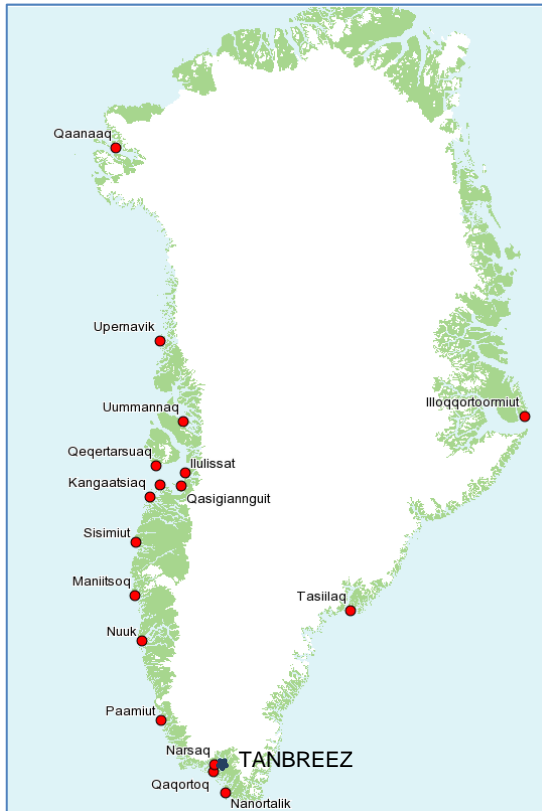 Qaanaaq
Upernavik
Uummannaq
Illoqqortoormiut
Qeqertarsuaq
Ilulissat
Kangaatsiaq
Qasigiannguit
Sisimiut
Maniitsoq
Tasiilaq
Nuuk
Paamiut
Narsaq
TANBREEZ
Qaqortoq
Nanortalik